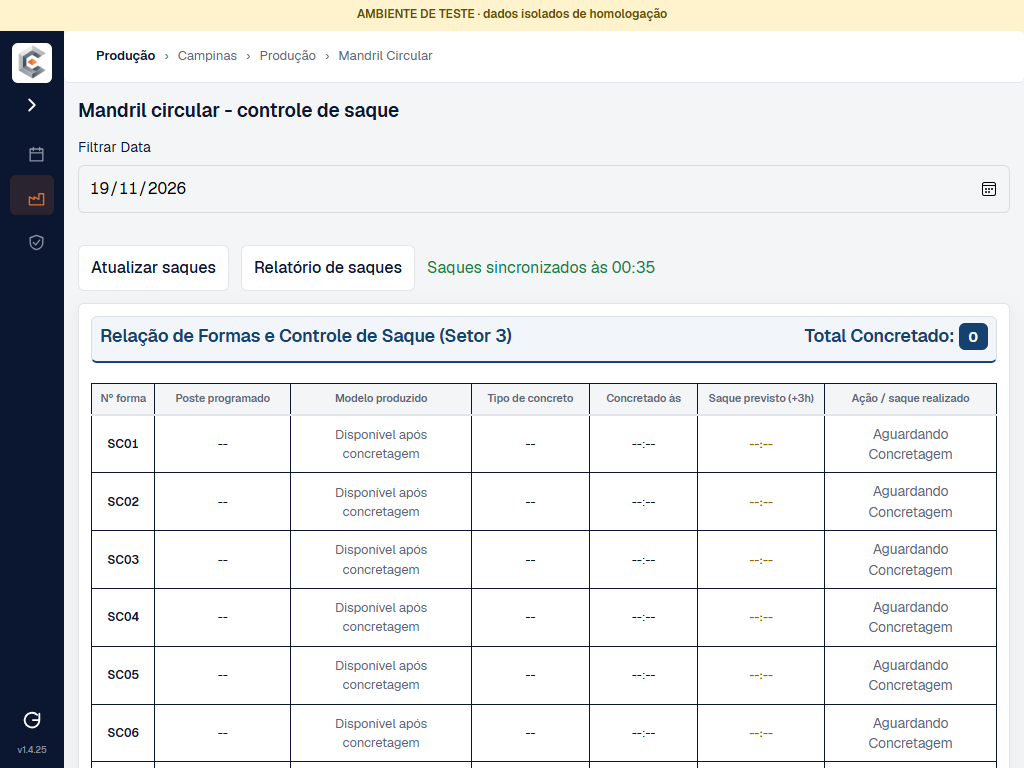 AMBIENTE DE TESTE · dados isolados de homologação
Produção › Campinas › Produção › Mandril Circular
Mandril circular - controle de saque
Filtrar Data
19/11/2026
Atualizar saques Relatório de saques Saques sincronizados às 00:35
Relação de Formas e Controle de Saque (Setor 3) Total Concretado: 0
Nº forma Poste programado Modelo produzido Tipo de concreto Concretado às Saque previsto (+3h) Ação / saque realizado
SC01 -- Disponível após concretagem -- --:-- --:-- Aguardando Concretagem
SC02 -- Disponível após concretagem -- --:-- --:-- Aguardando Concretagem
SC03 -- Disponível após concretagem -- --:-- --:-- Aguardando Concretagem
SC04 -- Disponível após concretagem -- --:-- --:-- Aguardando Concretagem
SC05 -- Disponível após concretagem -- --:-- --:-- Aguardando Concretagem
SC06 -- Disponível após concretagem -- --:-- --:-- Aguardando Concretagem
v1.4.25